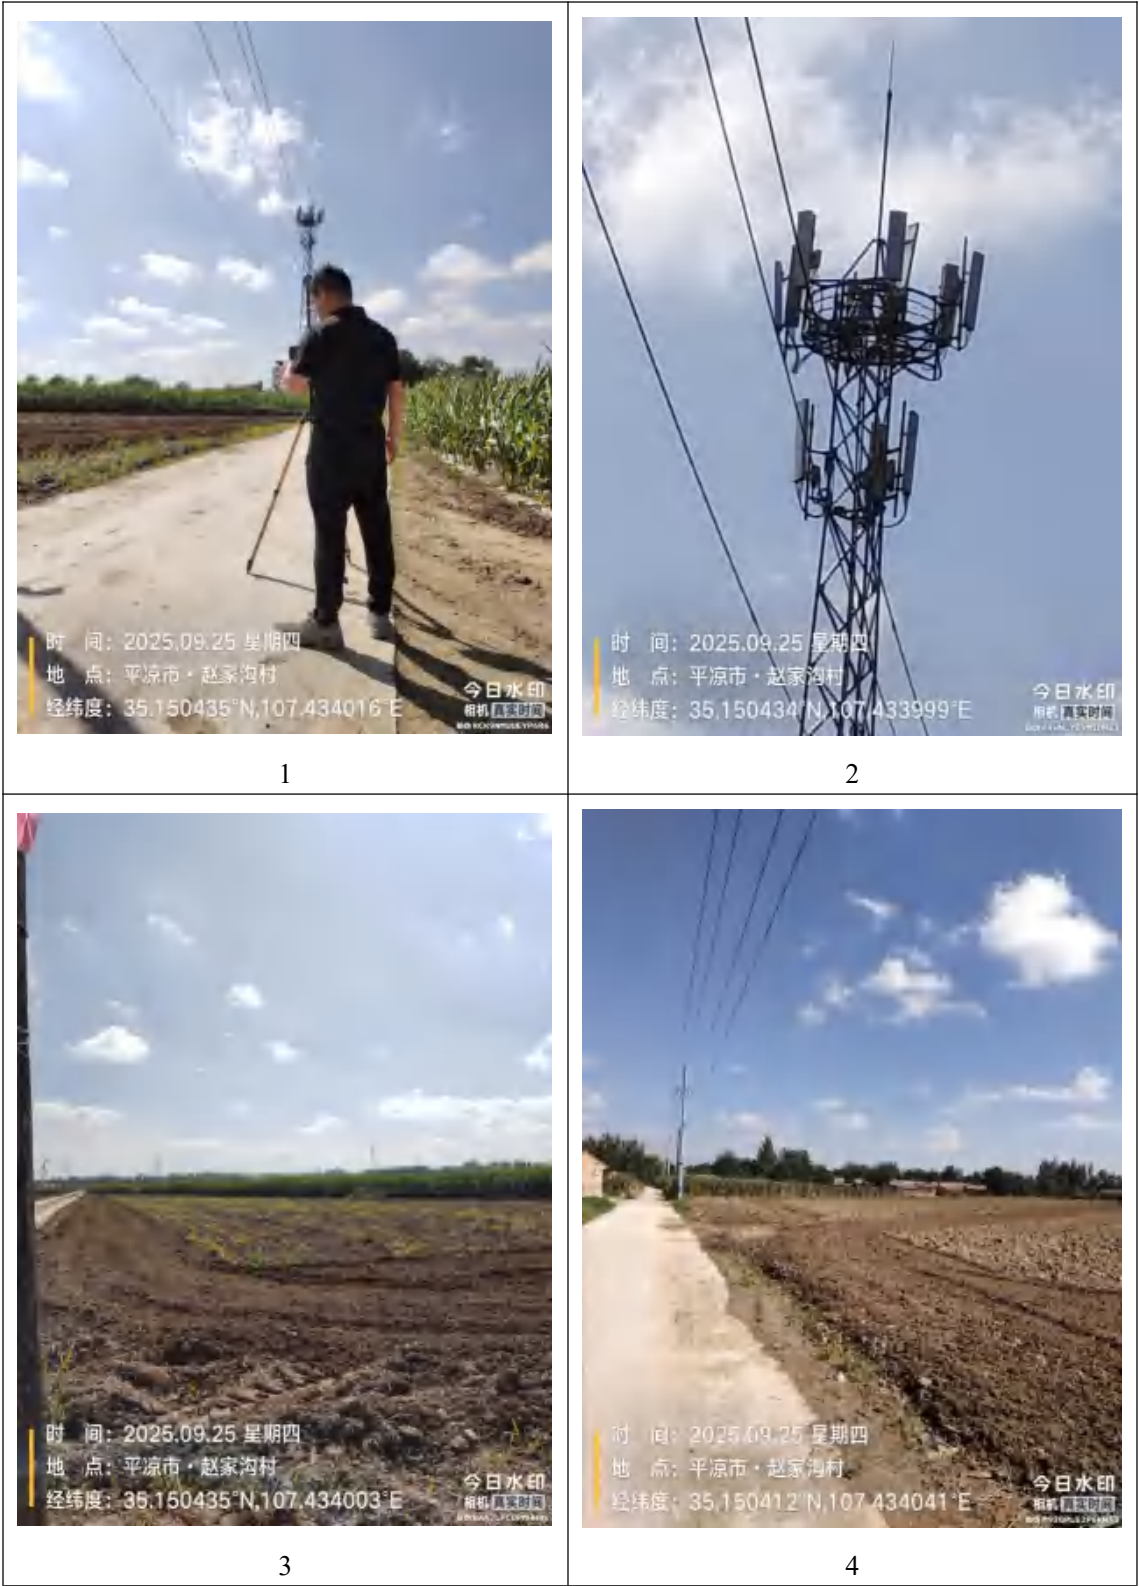 时 间：2025.09.25 星期四
地 点：平凉市·赵家沟村
经纬度：35.150435°N,107.434016°E
今日水印
相机 真实时间
1
时 间：2025.09.25 星期四
地 点：平凉市·赵家沟村
经纬度：35.150434°N,107.433999°E
今日水印
相机 真实时间
2
时 间：2025.09.25 星期四
地 点：平凉市·赵家沟村
经纬度：35.150435°N,107.434003°E
今日水印
相机 真实时间
3
时 间：2025.09.25 星期四
地 点：平凉市·赵家沟村
经纬度：35.150412°N,107.434041°E
今日水印
相机 真实时间
4